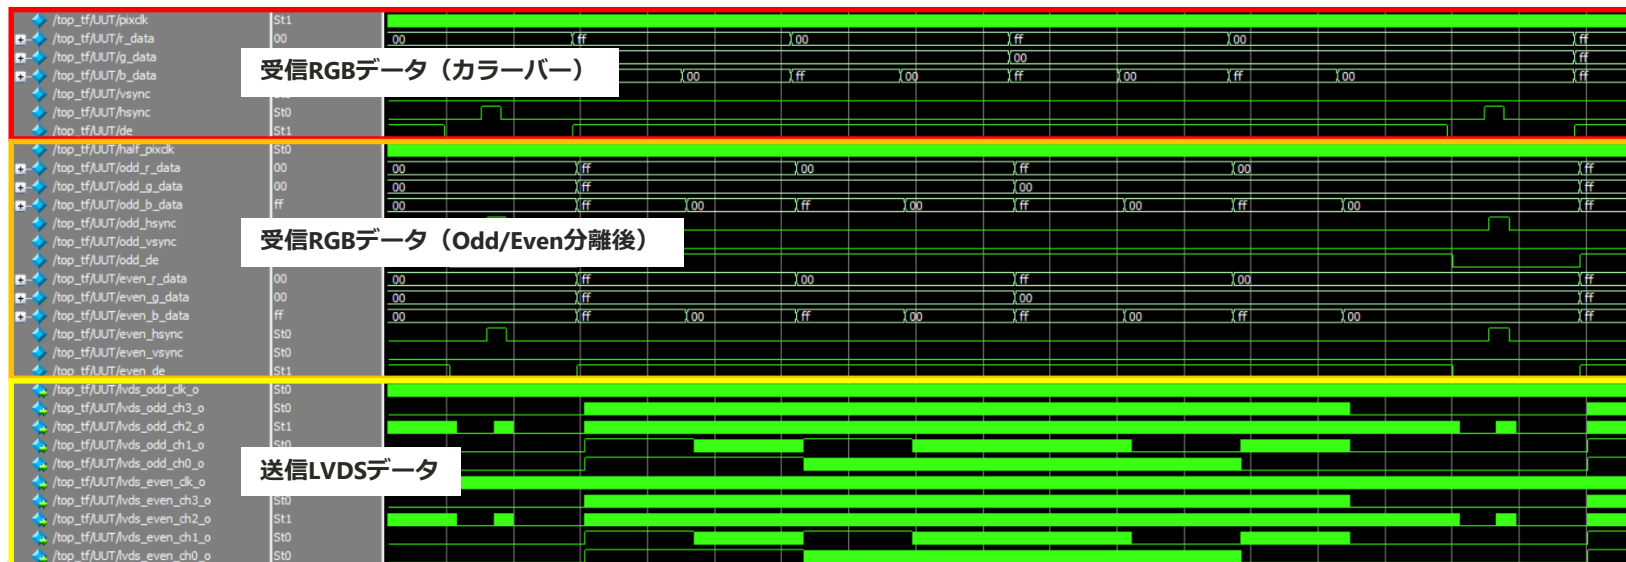 /top_tf/UUT/pixclk St1
/top_tf/UUT/r_data 00 00 ff 00 ff 00 ff
/top_tf/UUT/g_data 00 ff
/top_tf/UUT/b_data 00 ff 00 ff 00 ff 00 ff
受信RGBデータ（カラーバー）
/top_tf/UUT/vsync
/top_tf/UUT/hsync St0
/top_tf/UUT/de St1
/top_tf/UUT/half_pixclk St0
/top_tf/UUT/odd_r_data 00 00 ff 00 ff 00 ff
/top_tf/UUT/odd_g_data 00 00 ff 00 ff
/top_tf/UUT/odd_b_data ff 00 ff 00 ff 00 ff 00 ff 00 ff
/top_tf/UUT/odd_hsync
/top_tf/UUT/odd_vsync
受信RGBデータ（Odd/Even分離後）
/top_tf/UUT/odd_de
/top_tf/UUT/even_r_data 00 00 ff 00 ff 00 ff
/top_tf/UUT/even_g_data 00 00 ff 00 ff
/top_tf/UUT/even_b_data ff 00 ff 00 ff 00 ff 00 ff 00 ff
/top_tf/UUT/even_hsync St0
/top_tf/UUT/even_vsync St0
/top_tf/UUT/even_de St1
/top_tf/UUT/lvds_odd_clk_o St0
/top_tf/UUT/lvds_odd_ch3_o St0
/top_tf/UUT/lvds_odd_ch2_o St1
/top_tf/UUT/lvds_odd_ch1_o St0
/top_tf/UUT/lvds_odd_ch0_o
送信LVDSデータ
/top_tf/UUT/lvds_even_clk_o
/top_tf/UUT/lvds_even_ch3_o St0
/top_tf/UUT/lvds_even_ch2_o St1
/top_tf/UUT/lvds_even_ch1_o St0
/top_tf/UUT/lvds_even_ch0_o St0